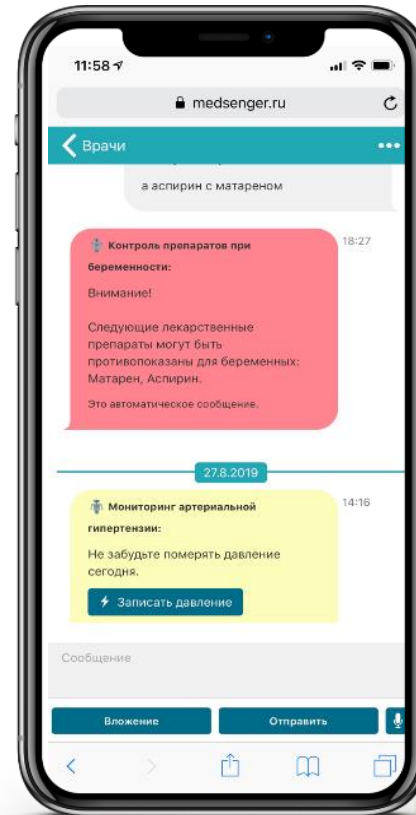 11:58
medsenger.ru
Врачи
а аспирин с матареном
18:27
Контроль препаратов при
беременности:
Внимание!
Следующие лекарственные
препараты могут быть
противопоказаны для беременных:
Матарен, Аспирин.
Это автоматическое сообщение.
27.8.2019
14:16
Мониторинг артериальной
гипертензии:
Не забудьте померять давление
сегодня.
Записать давление
Сообщение
Вложение
Отправить